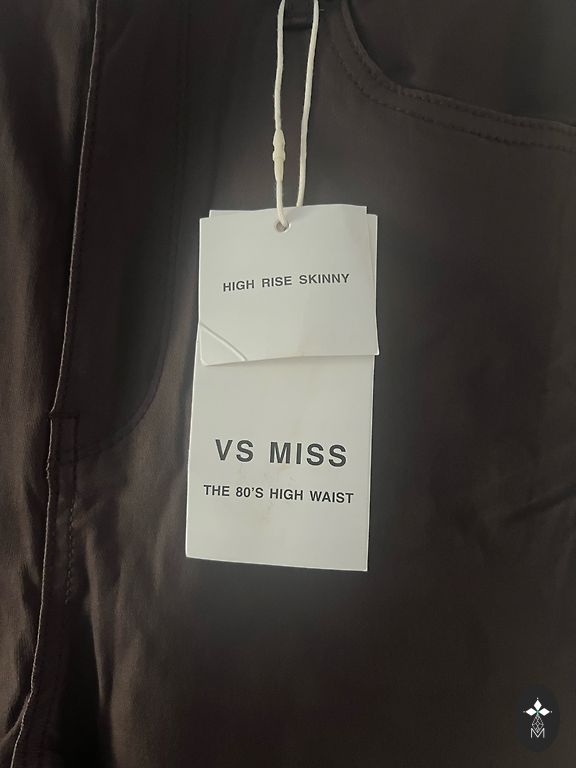 HIGH RISE SKINNY
VS MISS
THE 80'S HIGH WAIST
M